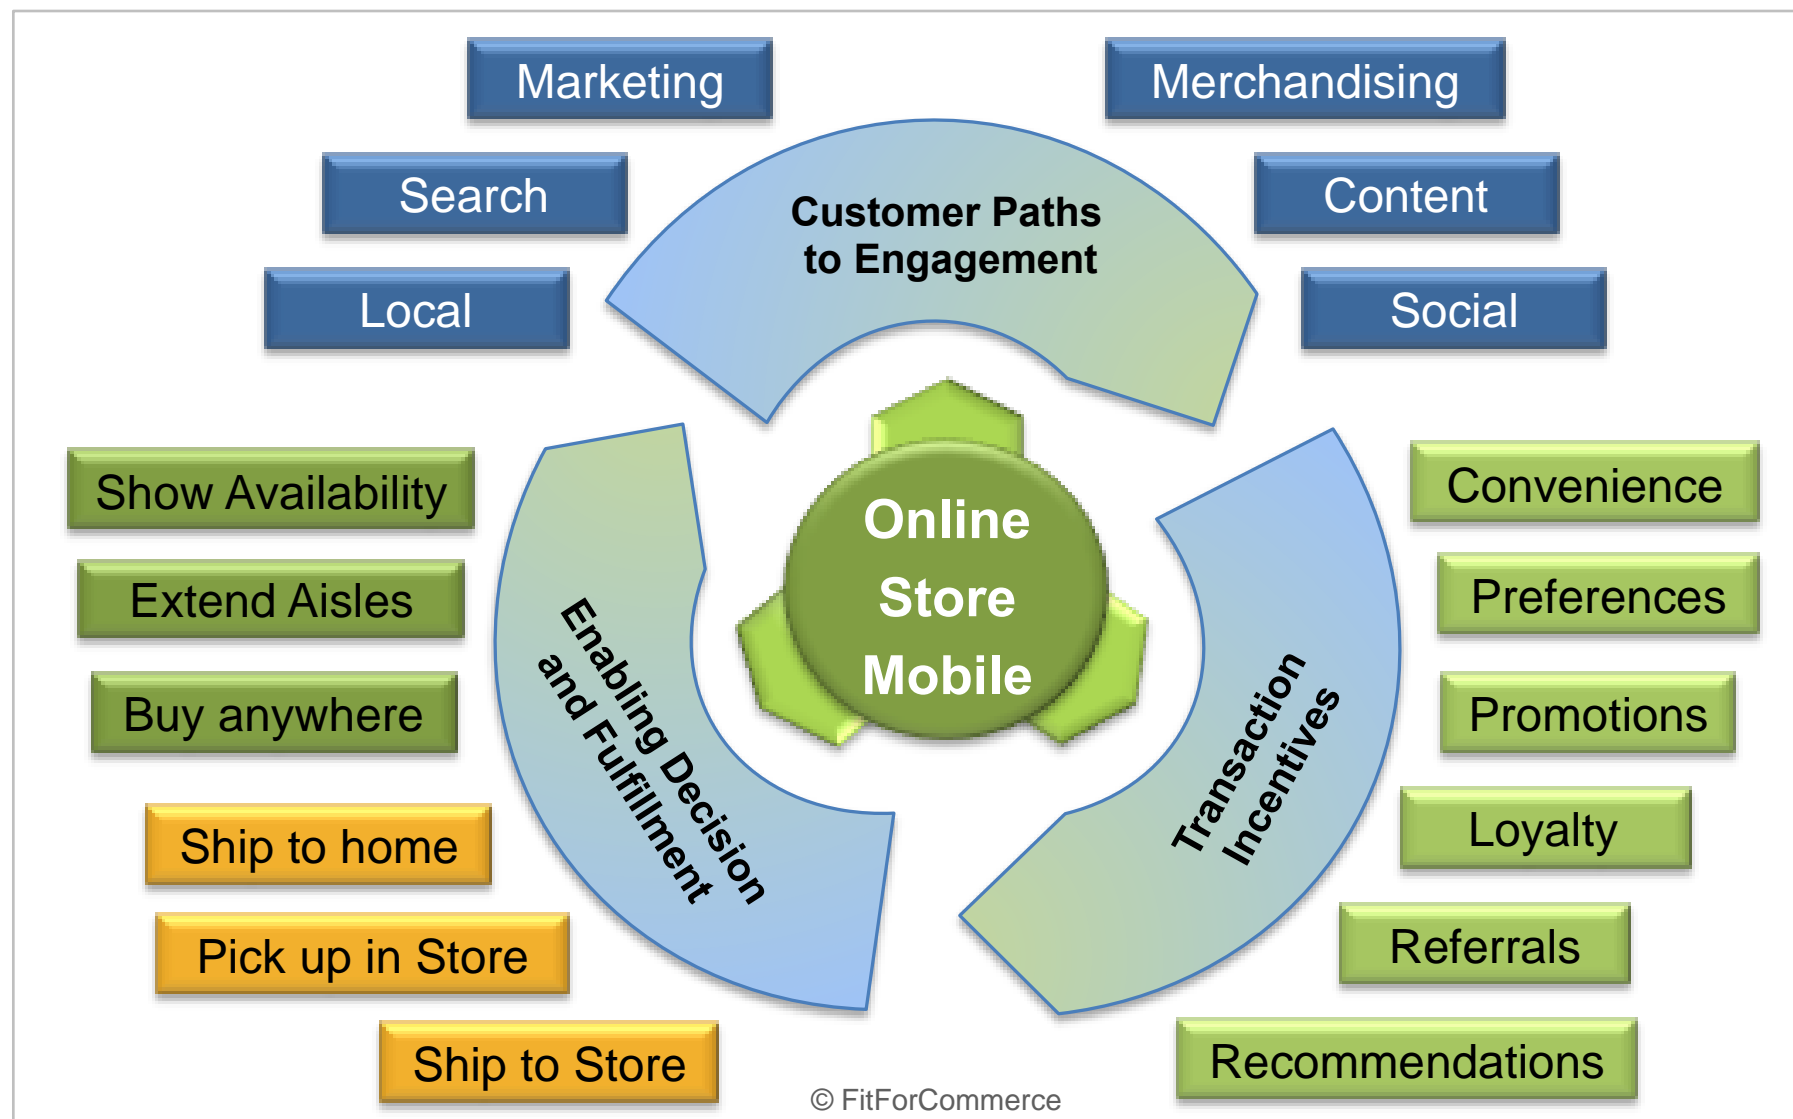 Marketing
Merchandising
Search
Content
Local
Social
Customer Paths
to Engagement
Show Availability
Extend Aisles
Buy anywhere
Ship to home
Pick up in Store
Ship to Store
Enabling Decision
and Fulfillment
Online
Store
Mobile
Transaction
Incentives
Convenience
Preferences
Promotions
Loyalty
Referrals
Recommendations
© FitForCommerce